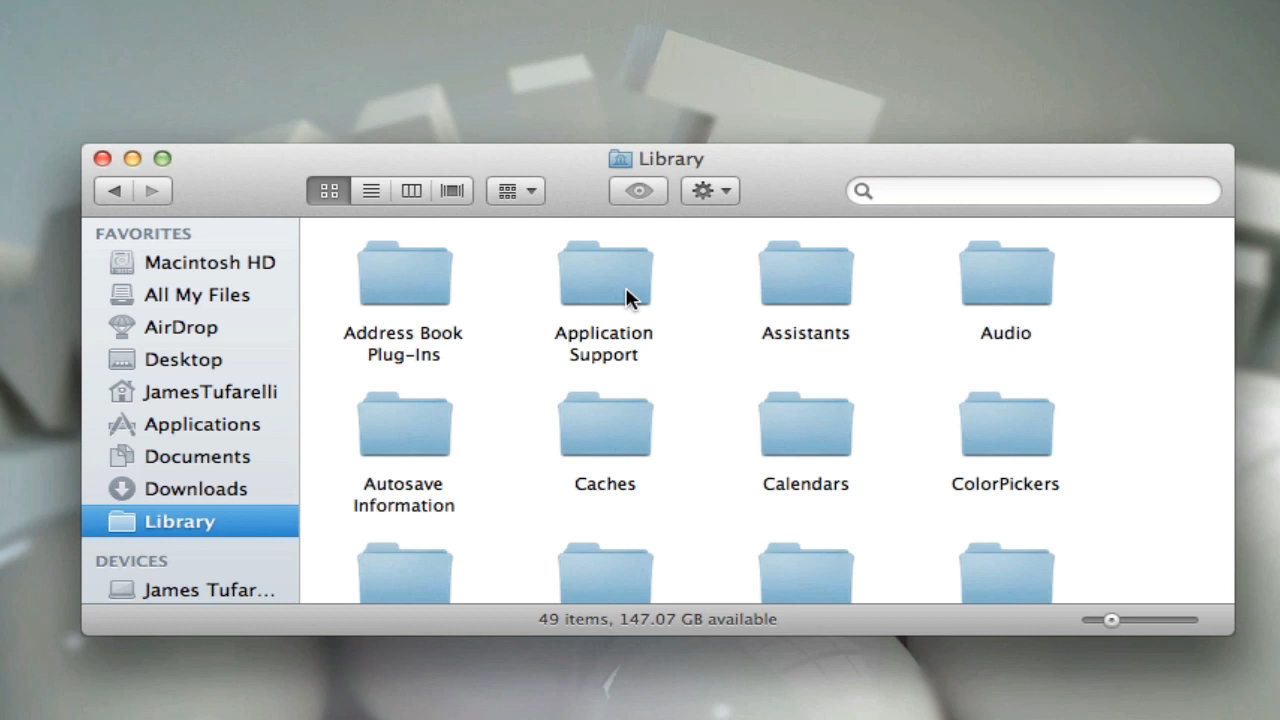 Library
FAVORITES
Macintosh HD
All My Files
AirDrop
Desktop
JamesTufarelli
Applications
Documents
Downloads
Library
DEVICES
James Tufar...
Address Book
Plug-Ins
Application
Support
Assistants
Audio
Autosave
Information
Caches
Calendars
ColorPickers
49 items, 147.07 GB available